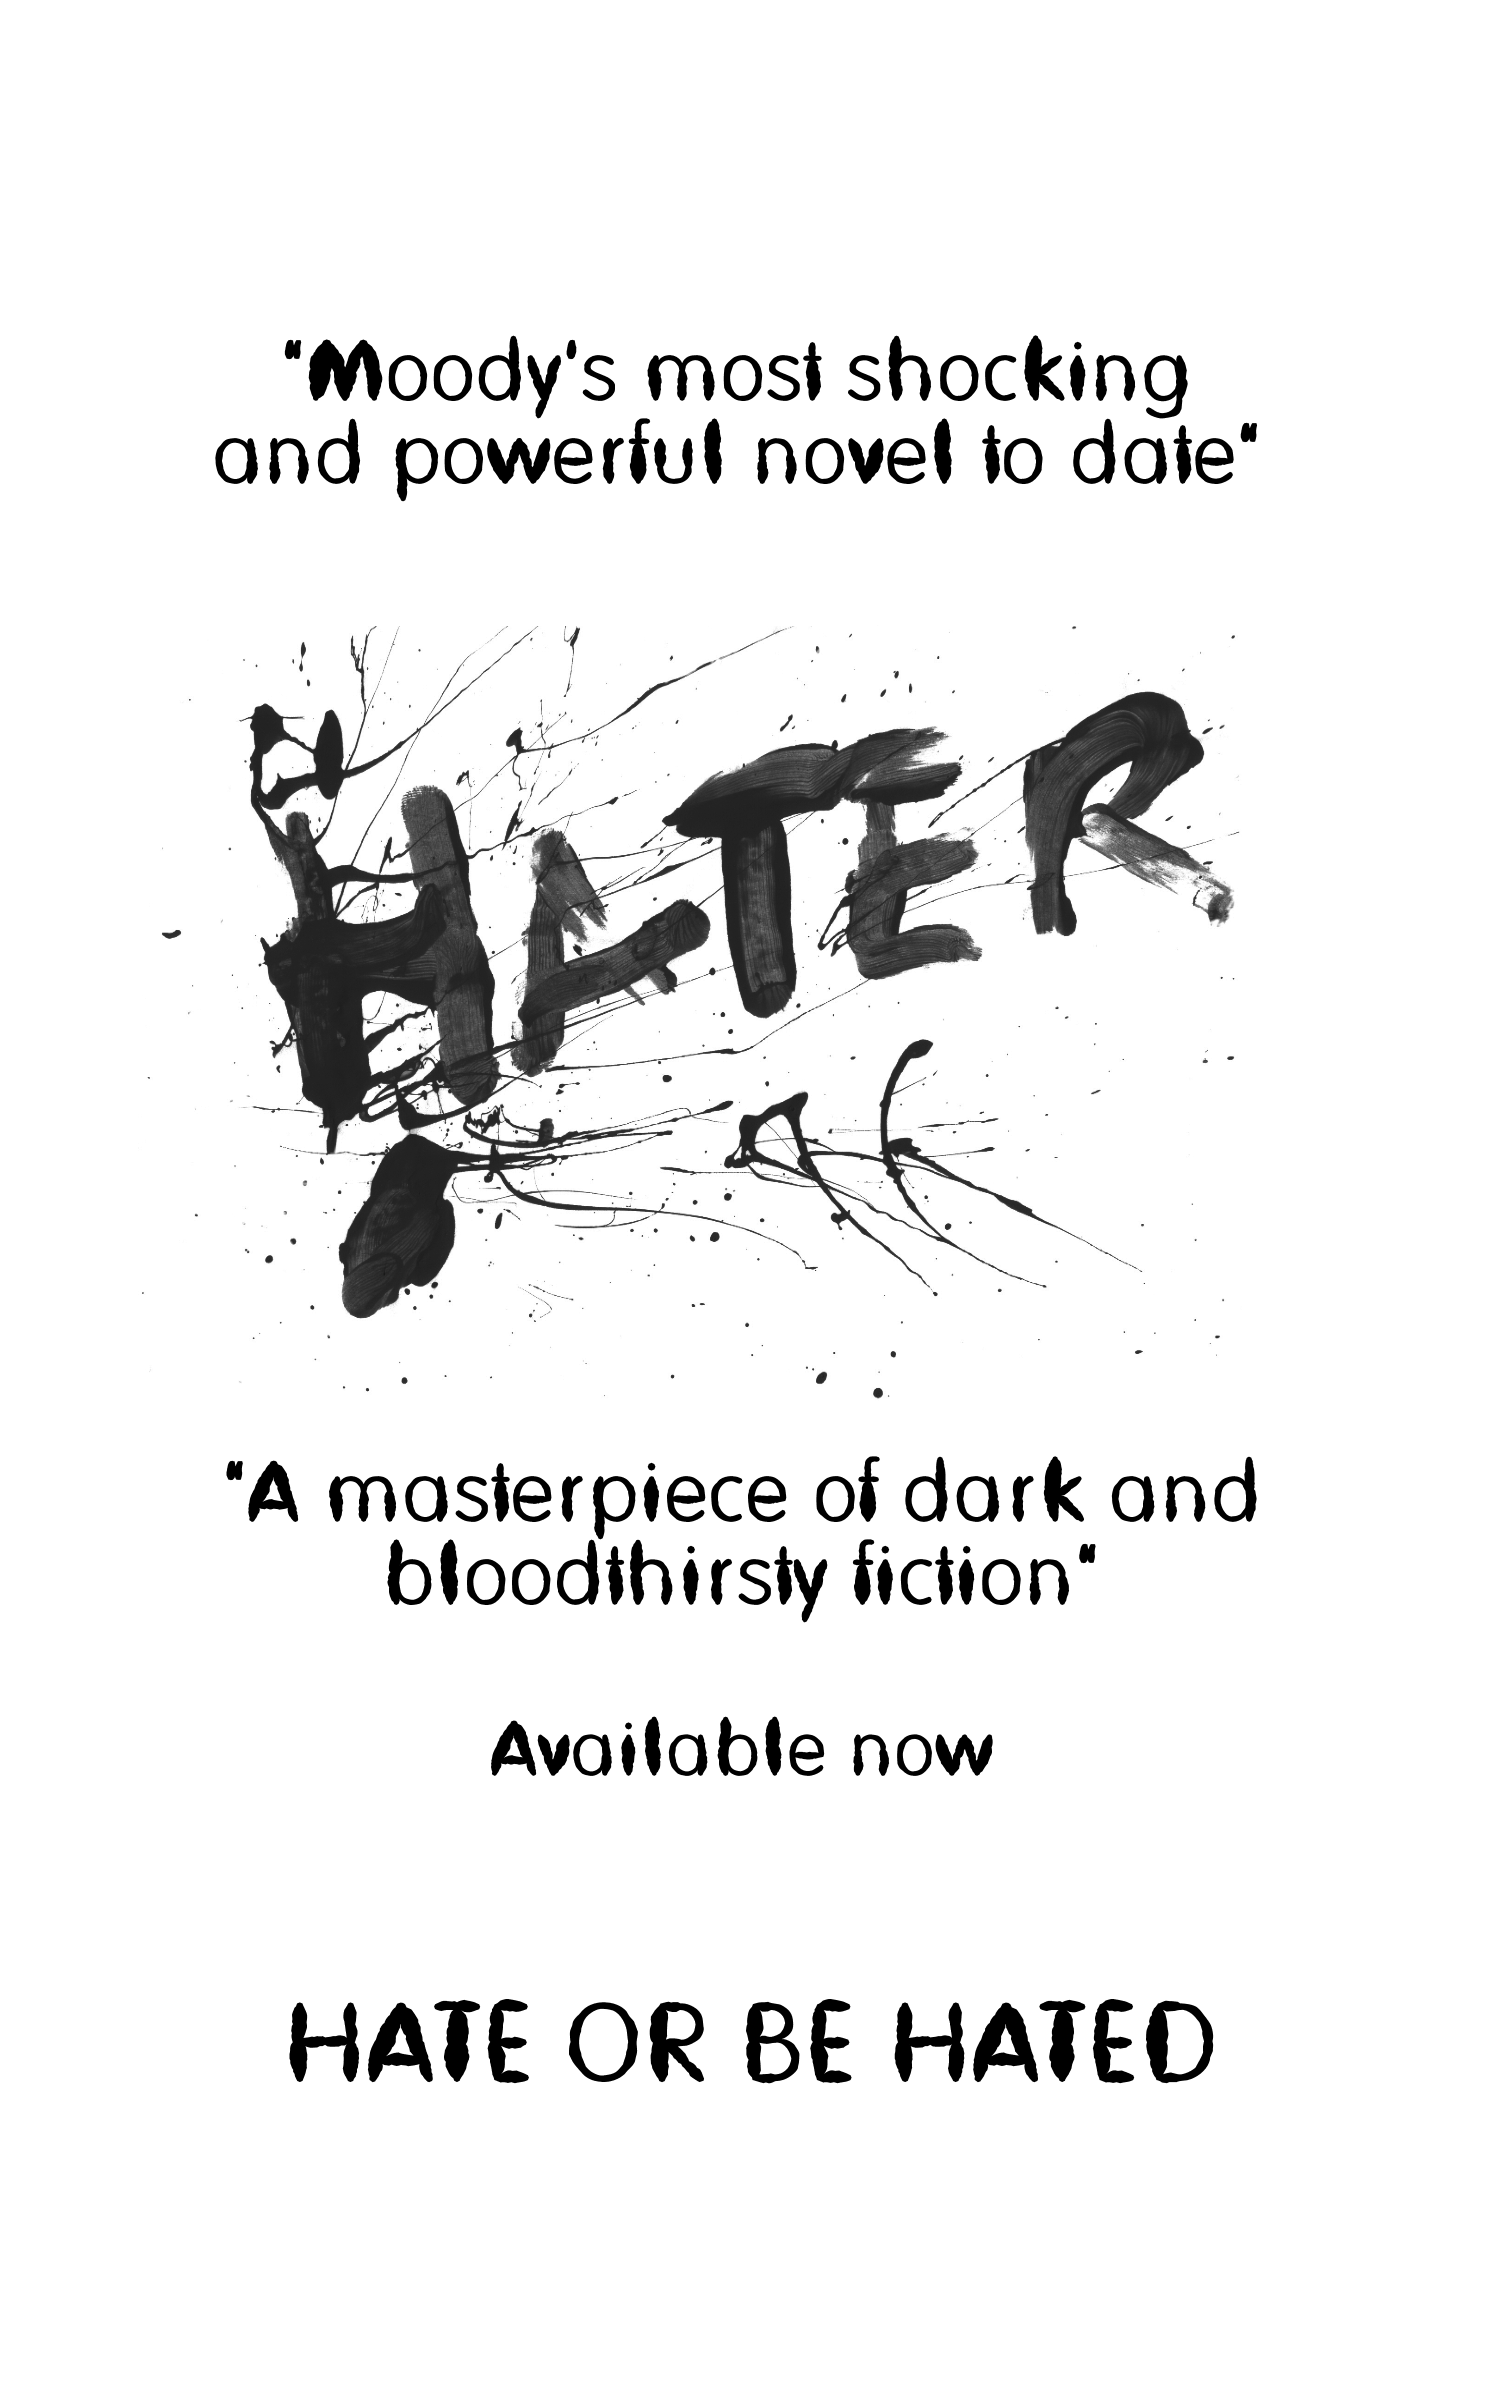 "Moody's most shocking
and powerful novel to date"
HATER
"A masterpiece of dark and
bloodthirsty fiction"
Available now
HATE OR BE HATED